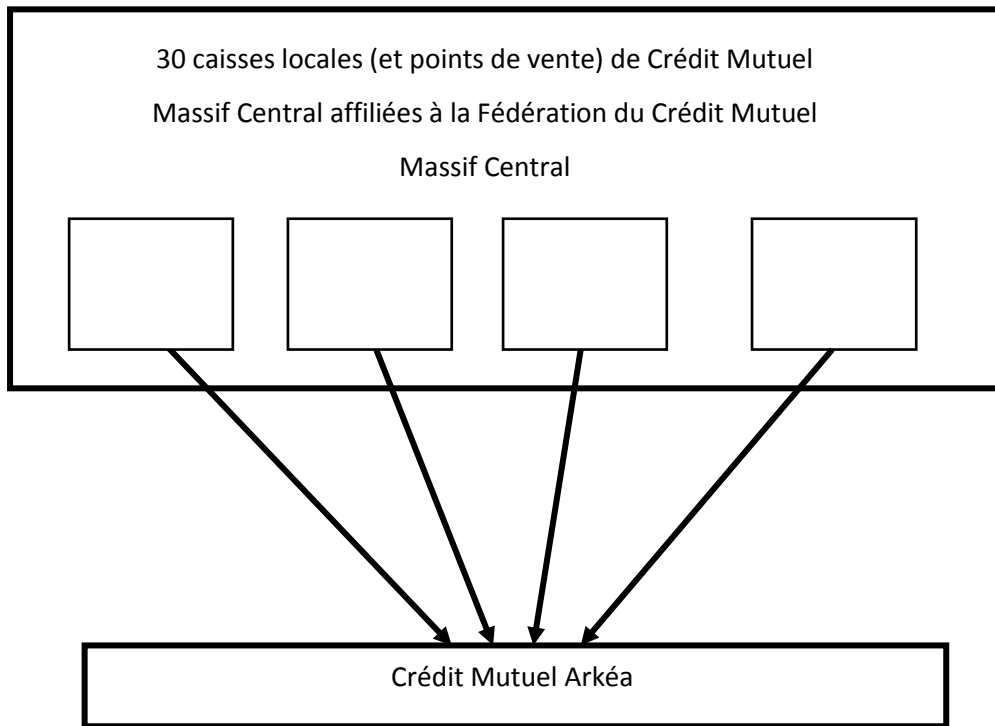 30 caisses locales (et points de vente) de Crédit Mutuel
Massif Central affiliées à la Fédération du Crédit Mutuel
Massif Central
Crédit Mutuel Arkéa